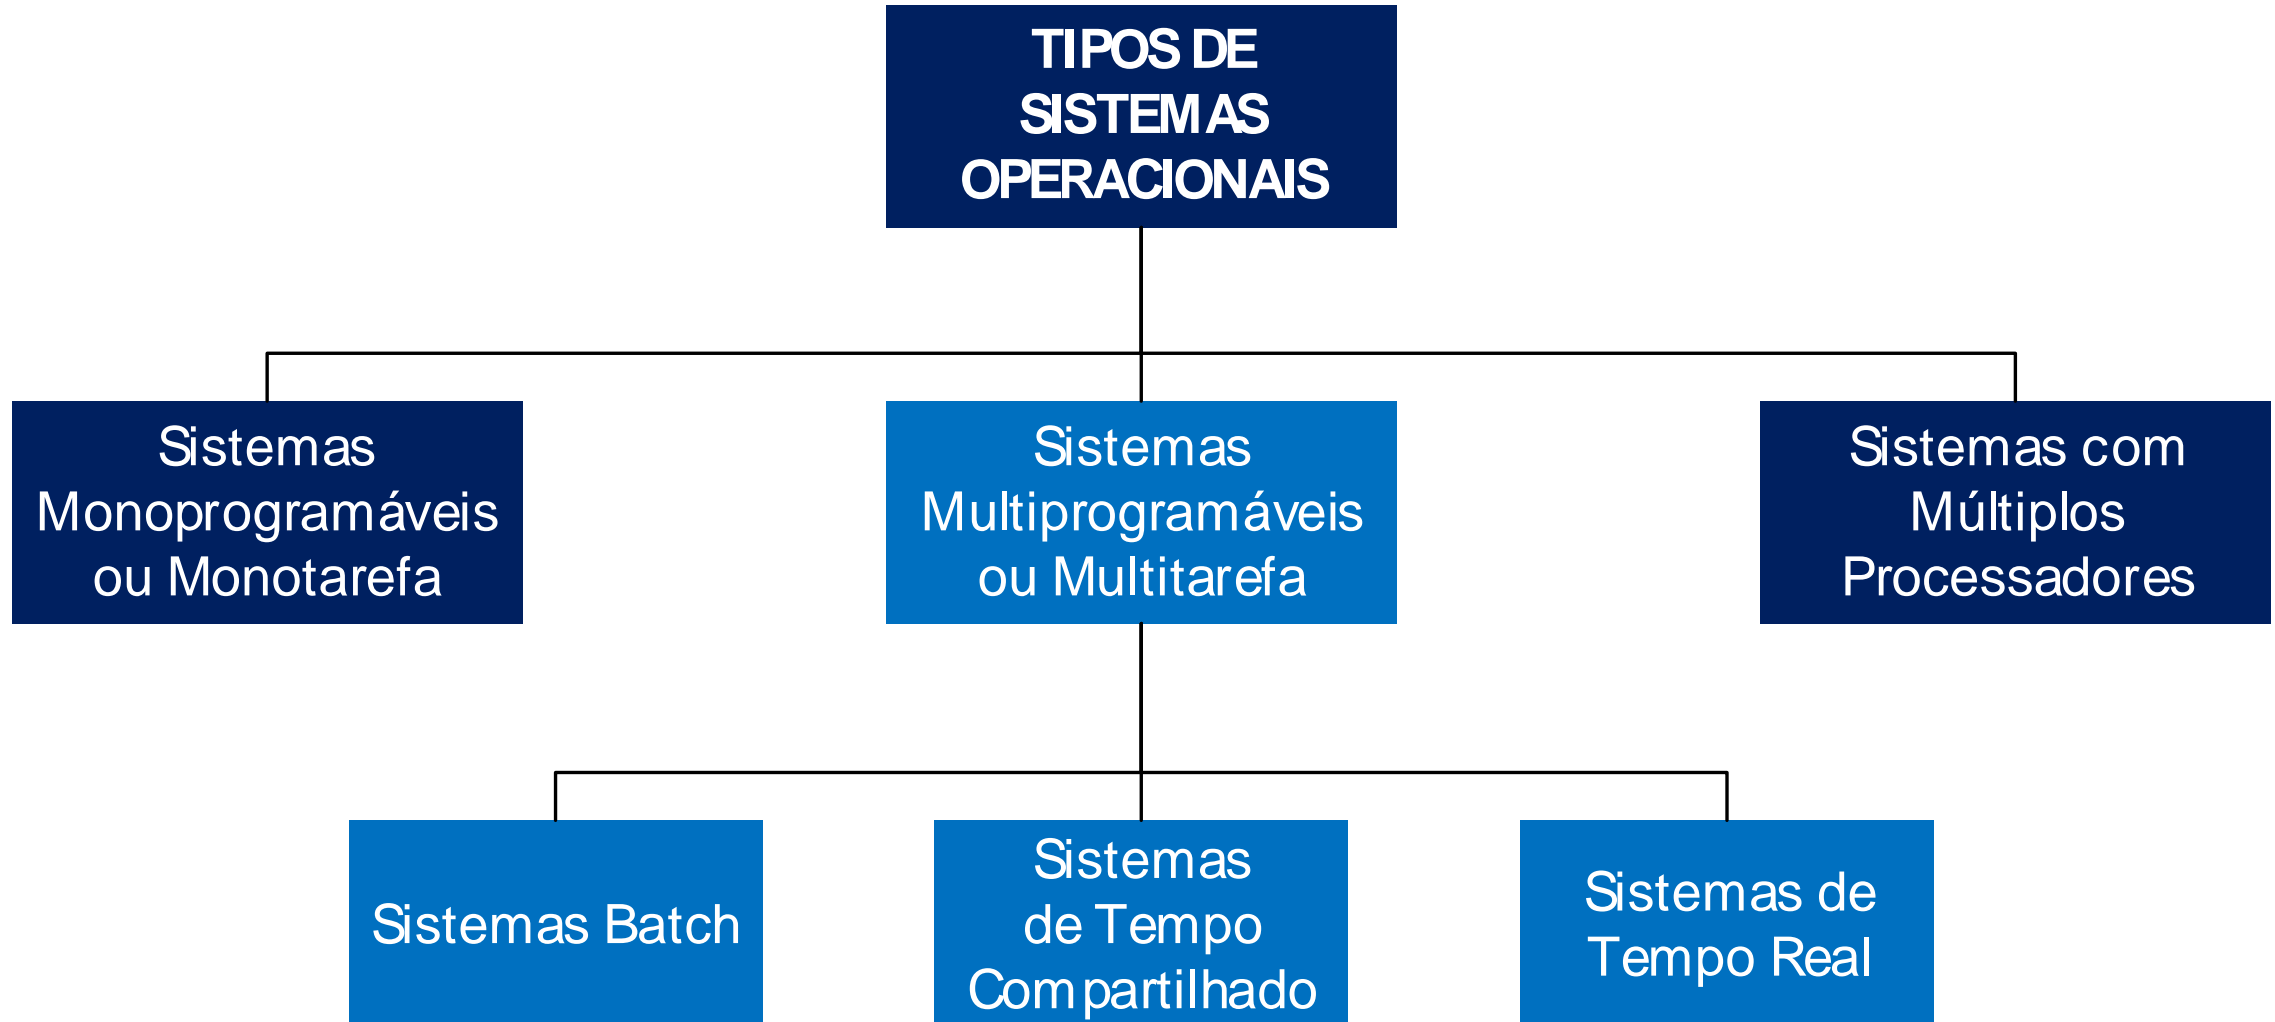 TIPOS DE
SISTEMAS
OPERACIONAIS
Sistemas
Monoprogramáveis
ou Monotarefa
Sistemas
Multiprogramáveis
ou Multitarefa
Sistemas com
Múltiplos
Processadores
Sistemas Batch
Sistemas
de Tempo
Compartilhado
Sistemas de
Tempo Real